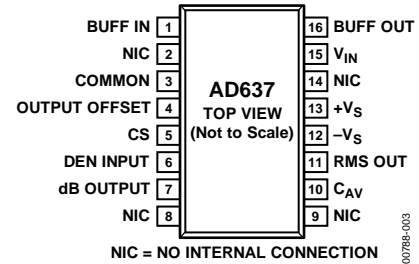 BUFF IN 1 16 BUFF OUT
NIC 2 15 VIN
COMMON 3 14 NIC
AD637
OUTPUT OFFSET 4 TOP VIEW 13 +VS
CS 5 (Not to Scale) 12 –VS
DEN INPUT 6 11 RMS OUT
dB OUTPUT 7 10 CAV
NIC 8 9 NIC
NIC = NO INTERNAL CONNECTION
00788-003